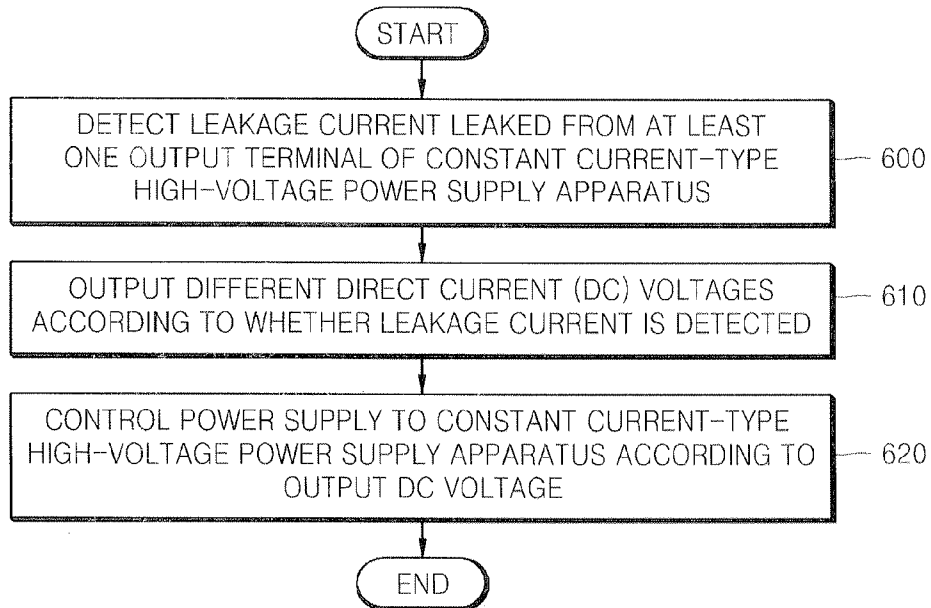 START
DETECT LEAKAGE CURRENT LEAKED FROM AT LEAST
ONE OUTPUT TERMINAL OF CONSTANT CURRENT-TYPE
HIGH-VOLTAGE POWER SUPPLY APPARATUS
600
OUTPUT DIFFERENT DIRECT CURRENT (DC) VOLTAGES
ACCORDING TO WHETHER LEAKAGE CURRENT IS DETECTED
610
CONTROL POWER SUPPLY TO CONSTANT CURRENT-TYPE
HIGH-VOLTAGE POWER SUPPLY APPARATUS ACCORDING TO
OUTPUT DC VOLTAGE
620
END